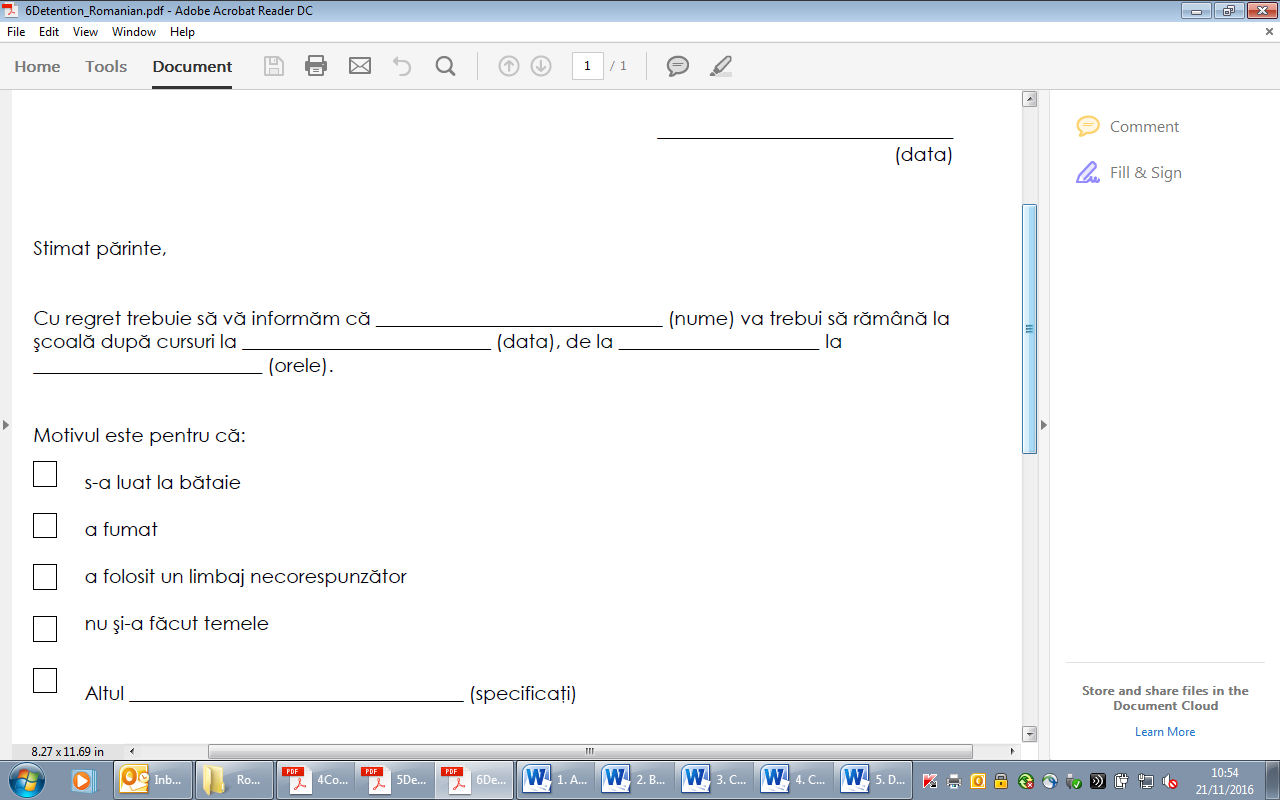 6Detention_Romanian.pdf - Adobe Acrobat Reader DC
File Edit View Window Help
Home Tools Document 1 / 1
_____________________________
(data)
Comment
Fill & Sign
Stimat părinte,
Cu regret trebuie să vă informăm că ____________________________ (nume) va trebui să rămână la
şcoală după cursuri la ________________________ (data), de la ____________________ la
_______________________ (orele).
Motivul este pentru că:
s-a luat la bătaie
a fumat
a folosit un limbaj necorespunzător
nu şi-a făcut temele
Altul _________________________________ (specificați)
Store and share files in the
Document Cloud
Learn More
8.27 x 11.69 in
Inb... Ro... 4Co... 5De... 6De... 1. A... 2. B... 3. C... 4. C... 5. D...
10:54
21/11/2016